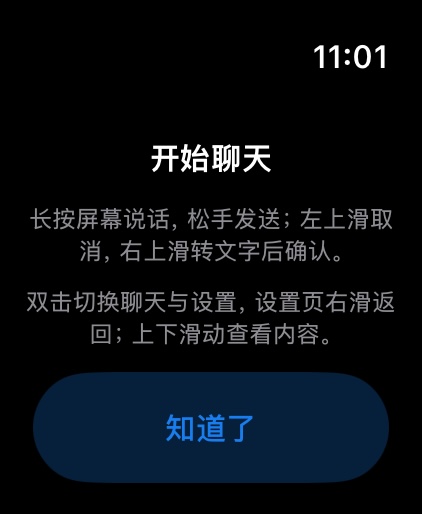 11:01
开始聊天
长按屏幕说话，松手发送；左上滑取
消，右上滑转文字后确认。
双击切换聊天与设置，设置页右滑返
回；上下滑动查看内容。
知道了